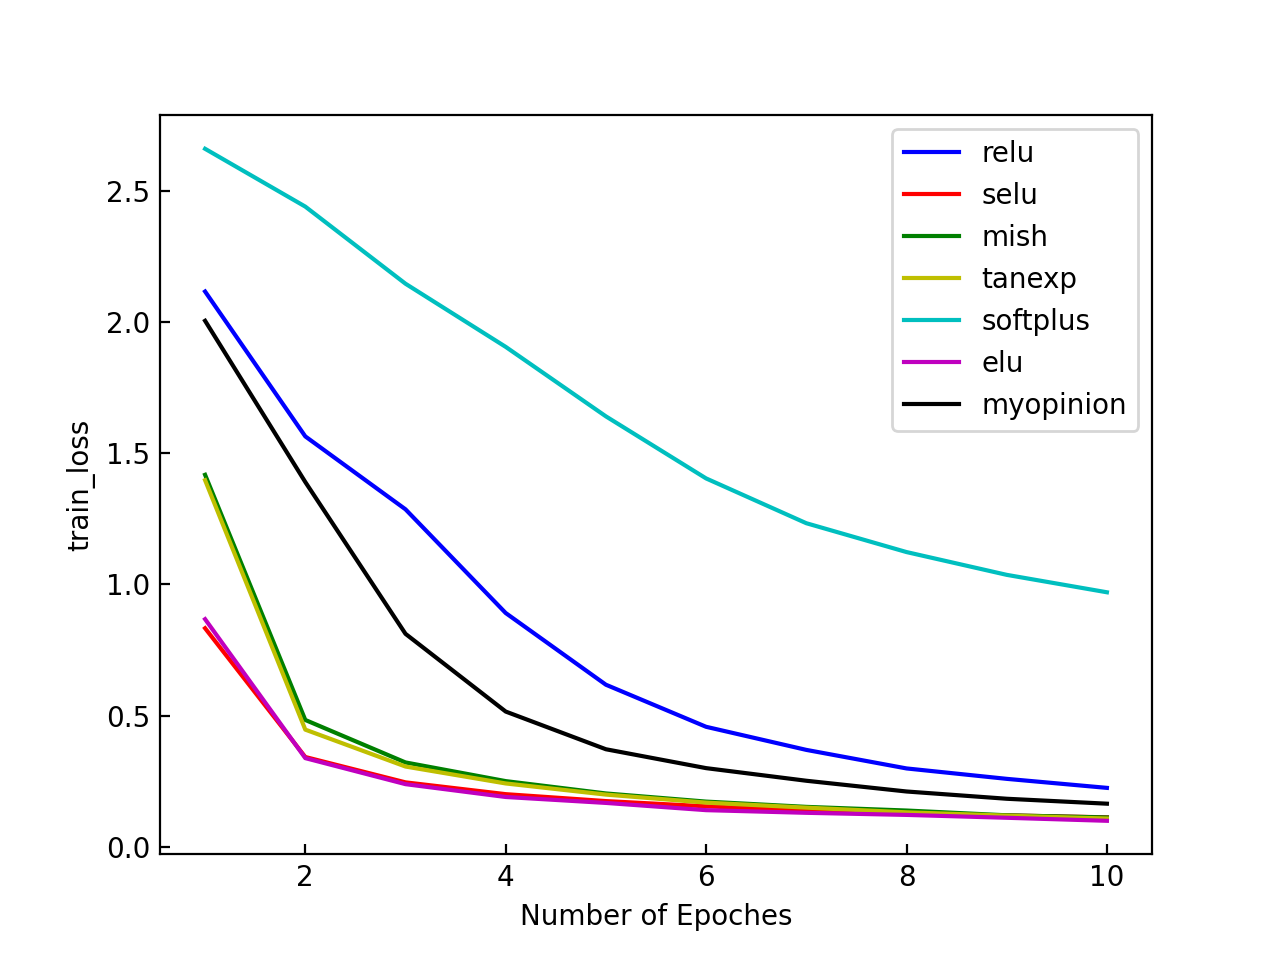 relu
selu
mish
tanexp
softplus
elu
myopinion
train_loss
2.5
2.0
1.5
1.0
0.5
0.0
2 4 6 8 10
Number of Epoches